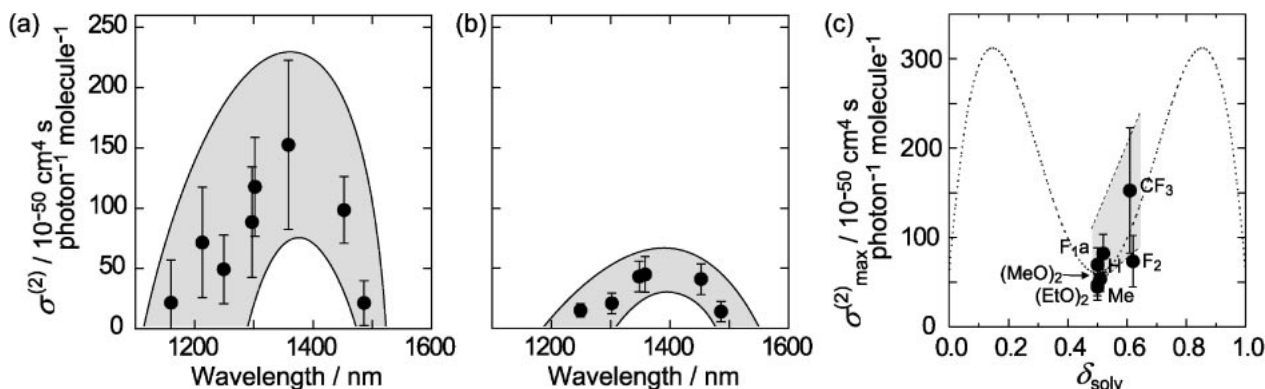 (a)
σ(2) / 10−50 cm4 s
photon−1 molecule−1
250
200
150
100
50
0
1200 1400 1600
Wavelength / nm
(b)
1200 1400 1600
Wavelength / nm
(c)
σ(2)max / 10−50 cm4 s
photon−1 molecule−1
300
200
100
0
CF3
F1a
H
F2
(MeO)2
(EtO)2 Me
0.0 0.2 0.4 0.6 0.8 1.0
δsolv